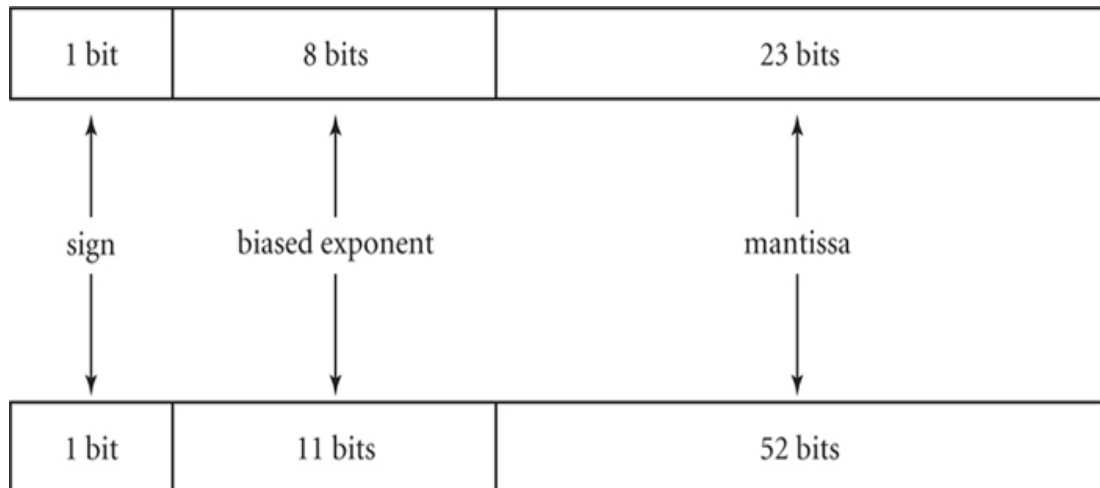 1 bit 8 bits 23 bits
sign biased exponent mantissa
1 bit 11 bits 52 bits